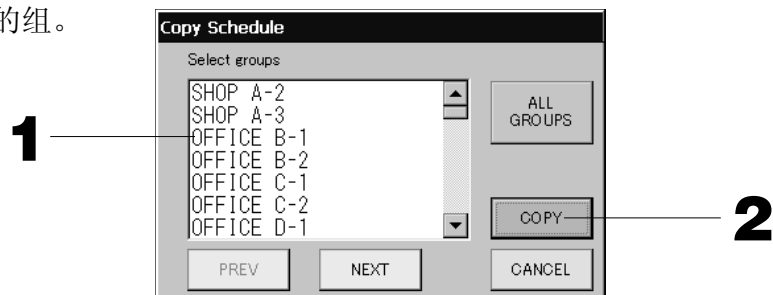 的组。
Copy Schedule
Select groups
SHOP A-2
SHOP A-3
OFFICE B-1
OFFICE B-2
OFFICE C-1
OFFICE C-2
OFFICE D-1
ALL
GROUPS
COPY
PREV
NEXT
CANCEL
1
2